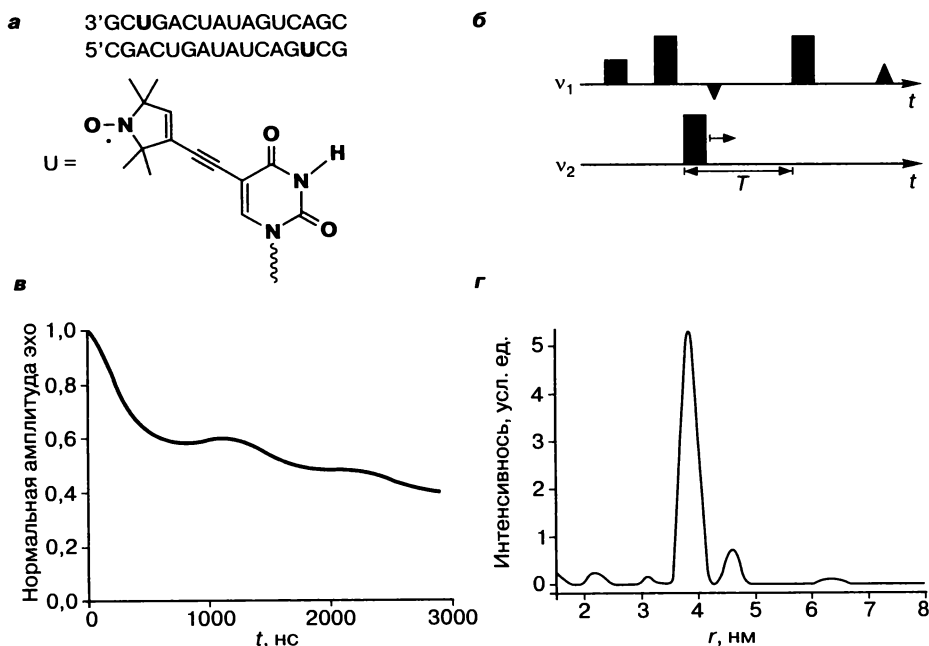 а
3'GCUGACUAUAGUCAGC
5'CGACUGAUAUCAGUCG
U =
O
N
O
H
N
N
O
б
ν1
t
ν2
T
t
в
Нормальная амплитуда эхо
1,0
0,8
0,6
0,4
0,2
0,0
0
1000
2000
3000
t, нс
г
Интенсивнось, усл. ед.
5
4
3
2
1
0
2
3
4
5
6
7
8
r, нм